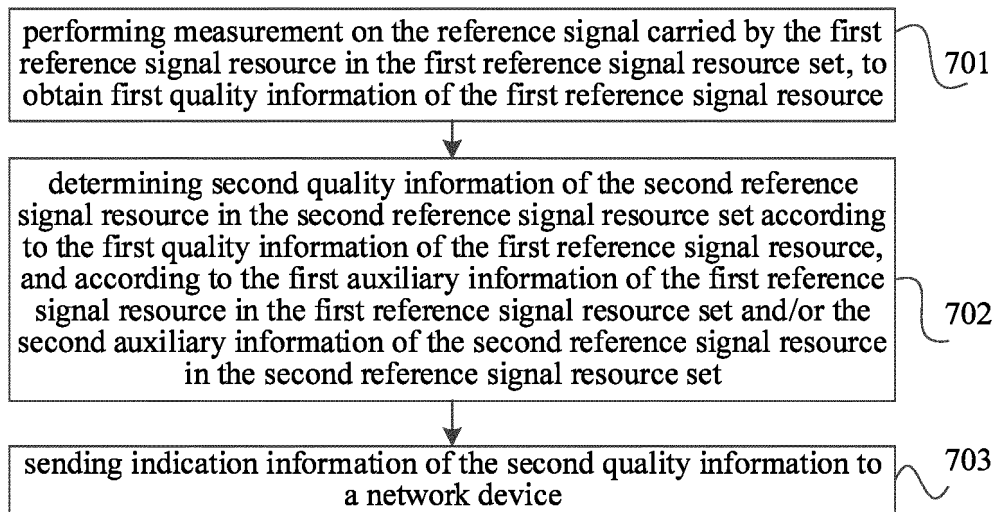 performing measurement on the reference signal carried by the first
reference signal resource in the first reference signal resource set, to
obtain first quality information of the first reference signal resource
701
determining second quality information of the second reference
signal resource in the second reference signal resource set according
to the first quality information of the first reference signal resource,
and according to the first auxiliary information of the first reference
signal resource in the first reference signal resource set and/or the
second auxiliary information of the second reference signal resource
in the second reference signal resource set
702
sending indication information of the second quality information to
a network device
703